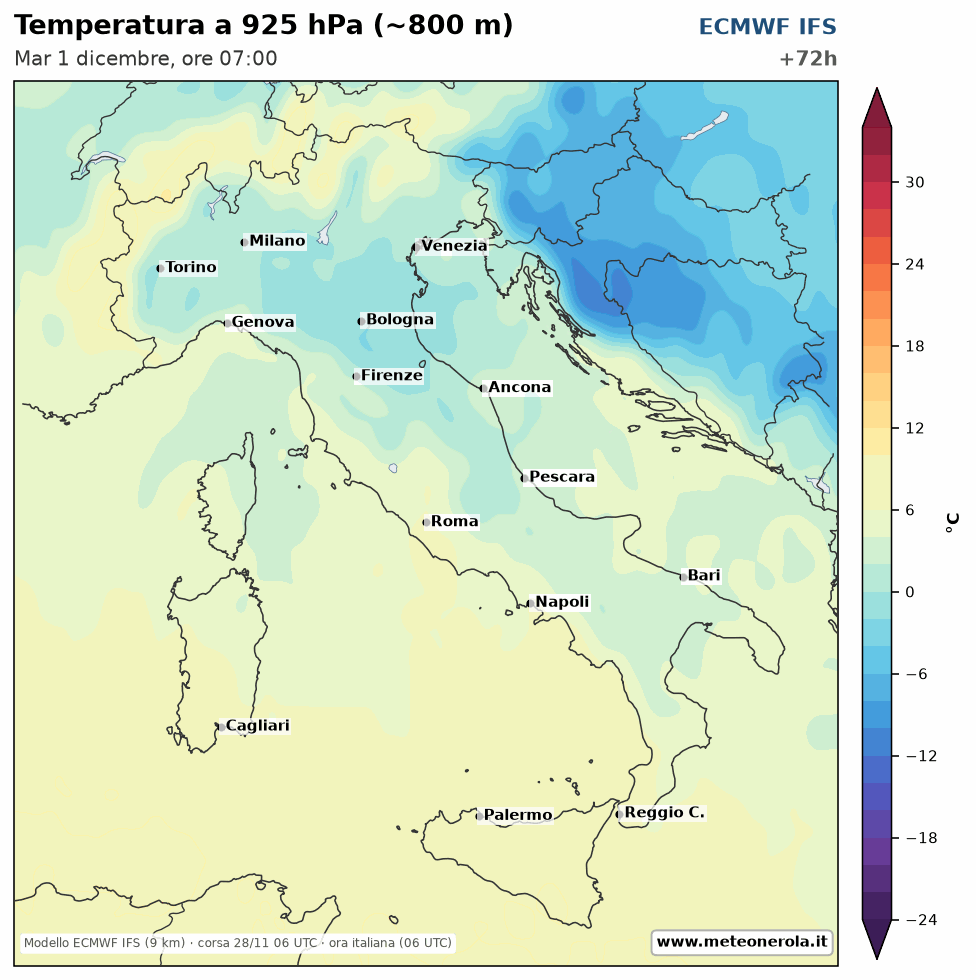 Temperatura a 925 hPa (~800 m)
ECMWF IFS
Mar 1 dicembre, ore 07:00
+72h
Milano
Venezia
Torino
Genova
Bologna
Firenze
Ancona
Pescara
Roma
Bari
Napoli
Cagliari
Palermo
Reggio C.
30
24
18
12
6
0
−6
−12
−18
−24
°C
Modello ECMWF IFS (9 km) · corsa 28/11 06 UTC · ora italiana (06 UTC)
www.meteonerola.it